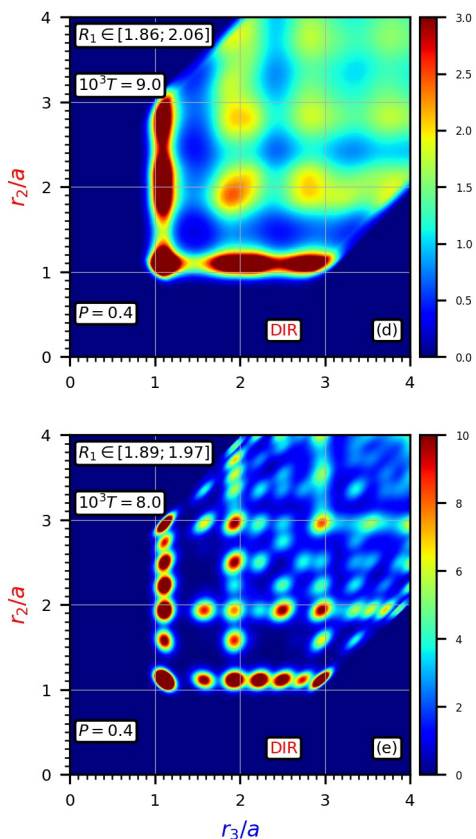 4
R₁ ∈ [1.86; 2.06]
3.0
10³T = 9.0
2.5
3
2.0
r₂/a
2
1.5
1.0
1
P = 0.4
0.5
DIR
(d)
0
0.0
0 1 2 3 4
4
R₁ ∈ [1.89; 1.97]
10
10³T = 8.0
8
3
6
r₂/a
2
4
1
2
P = 0.4
DIR
(e)
0
0
0 1 2 3 4
r₃/a